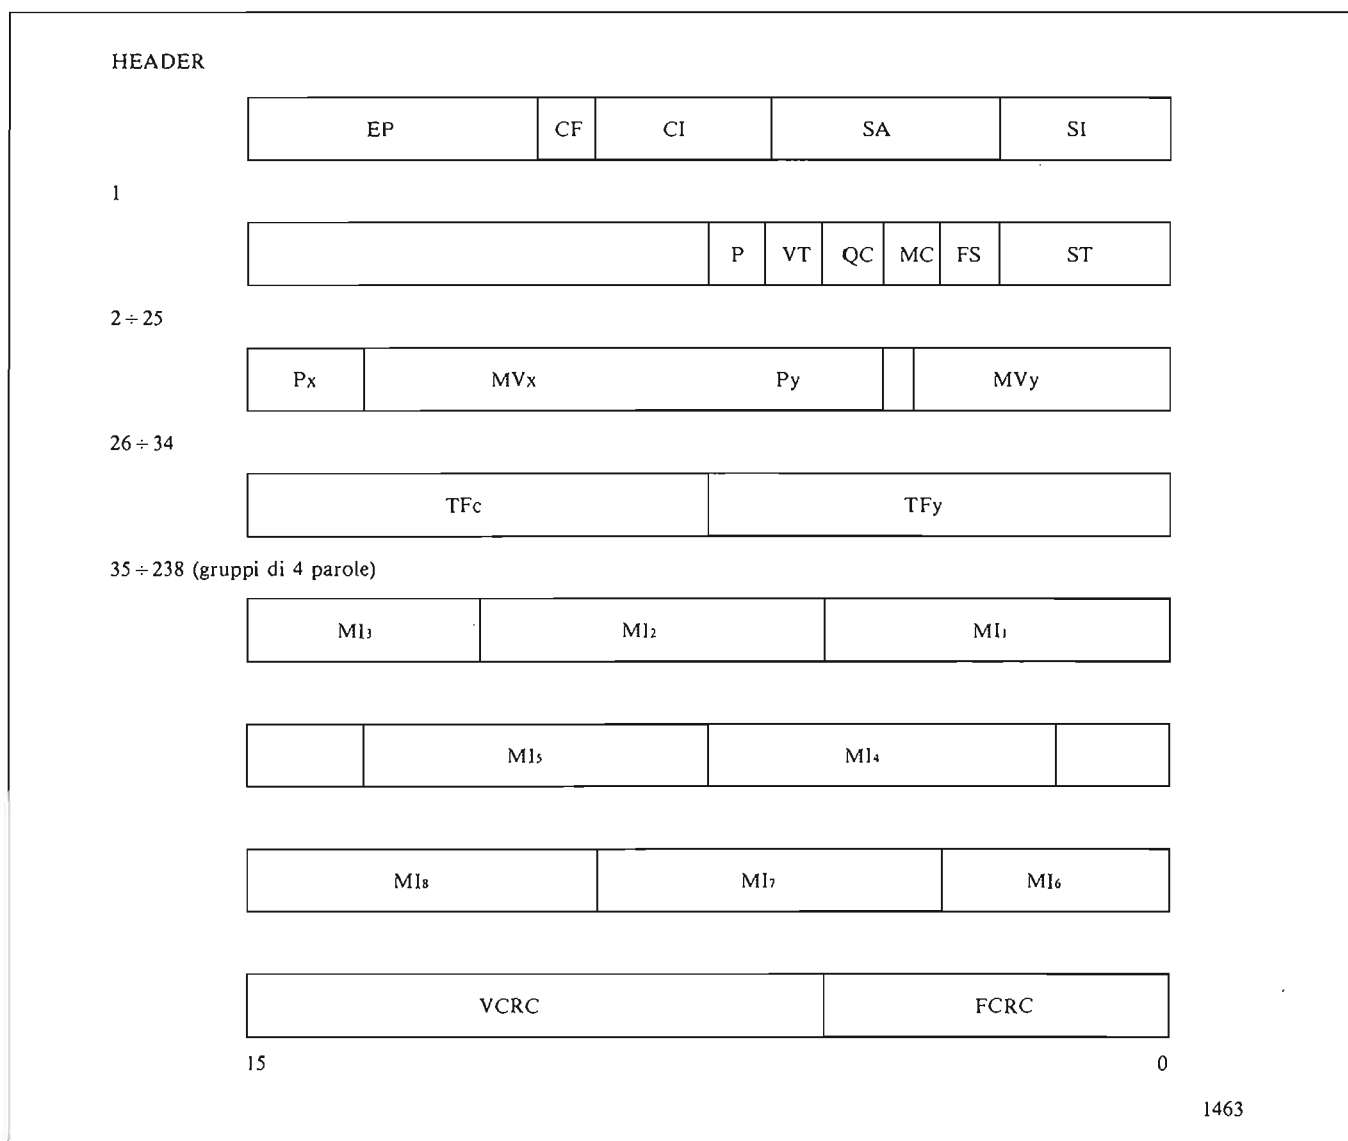 HEADER
EP CF CI SA SI
1
P VT QC MC FS ST
2 ÷ 25
Px MVx Py MVy
26 ÷ 34
TFc TFy
35 ÷ 238 (gruppi di 4 parole)
MI₃ MI₂ MI₁
MI₅ MI₄
MI₈ MI₇ MI₆
VCRC FCRC
15 0
1463